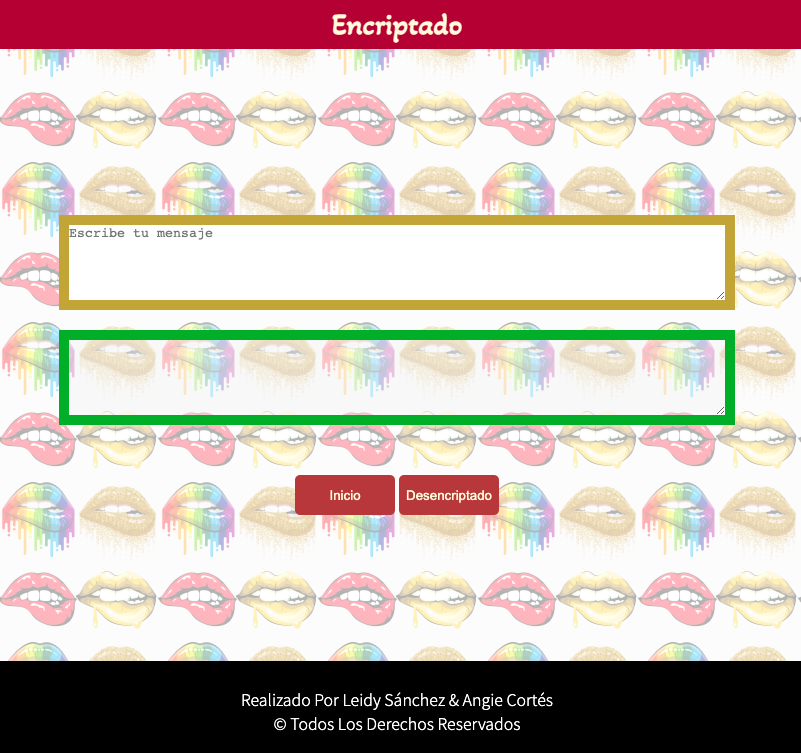 Encriptado
Escribe tu mensaje
Inicio
Desencriptado
Realizado Por Leidy Sánchez & Angie Cortés
© Todos Los Derechos Reservados